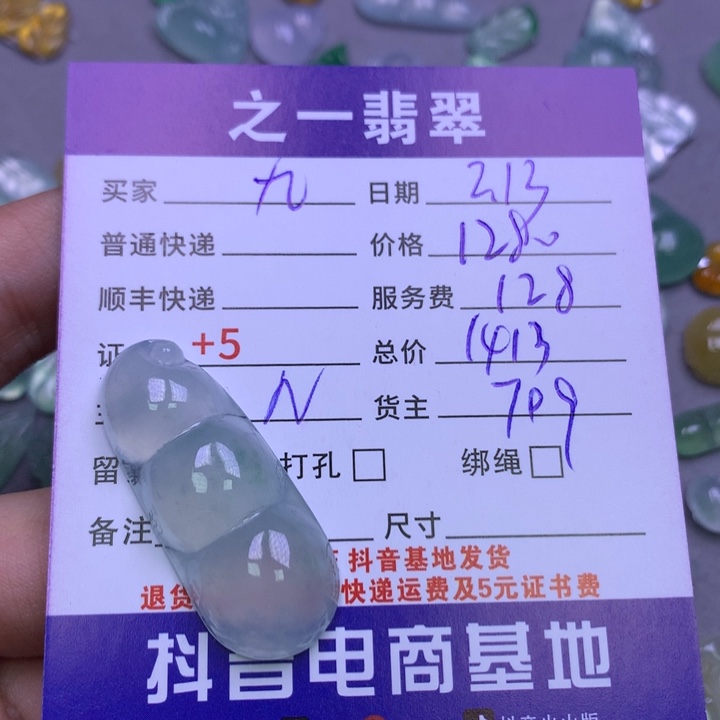 之一翡翠
买家 九 日期 2.13
普通快递 价格 1280
顺丰快递 服务费 128
证 +5 总价 1413
N 货主 709
留 打孔 绑绳
备注 尺寸
抖音基地发货
退货 快递运费及5元证书费
抖音电商基地